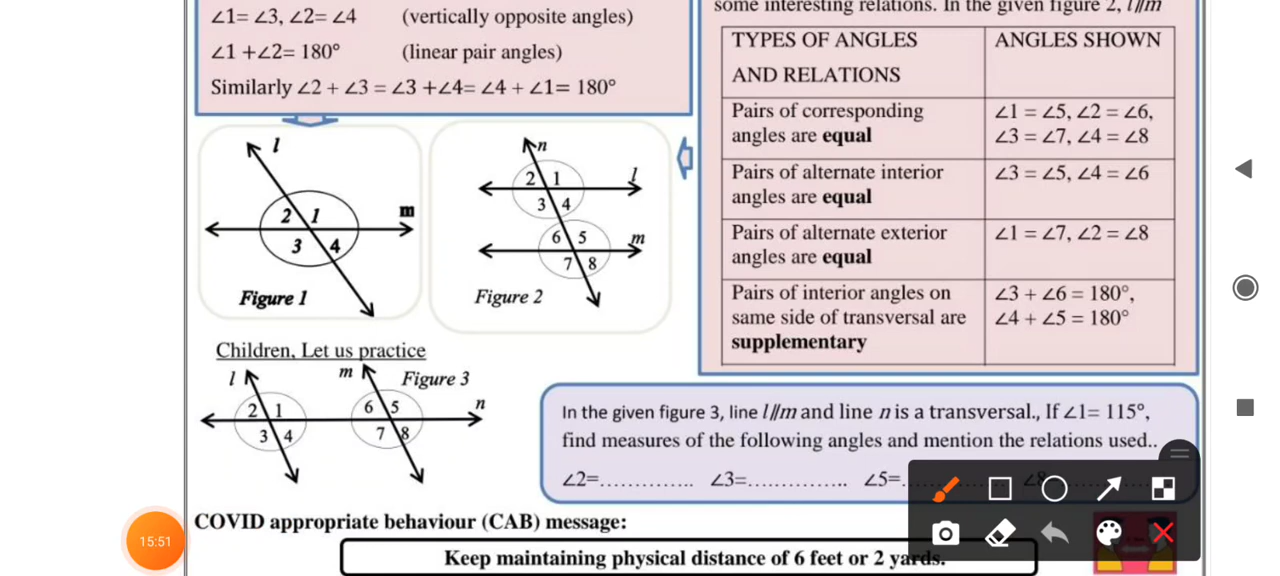 some interesting relations. In the given figure 2, l//m
∠1= ∠3, ∠2= ∠4 (vertically opposite angles)
∠1 +∠2= 180° (linear pair angles)
Similarly ∠2 + ∠3 = ∠3 +∠4= ∠4 + ∠1= 180°
TYPES OF ANGLES AND RELATIONS
ANGLES SHOWN
Pairs of corresponding
angles are equal
∠1 = ∠5, ∠2 = ∠6,
∠3 = ∠7, ∠4 = ∠8
Pairs of alternate interior
angles are equal
∠3 = ∠5, ∠4 = ∠6
Pairs of alternate exterior
angles are equal
∠1 = ∠7, ∠2 = ∠8
Pairs of interior angles on
same side of transversal are
supplementary
∠3 + ∠6 = 180°,
∠4 + ∠5 = 180°
l
2 1
m
3 4
Figure 1
n
2 1
l
3 4
6 5
m
7 8
Figure 2
Children, Let us practice
l
m
Figure 3
2 1
6 5
n
3 4
7 8
In the given figure 3, line l//m and line n is a transversal., If ∠1= 115°,
find measures of the following angles and mention the relations used..
∠2=.............. ∠3=............... ∠5=.
15:51
COVID appropriate behaviour (CAB) message:
Keep maintaining physical distance of 6 feet or 2 yards.